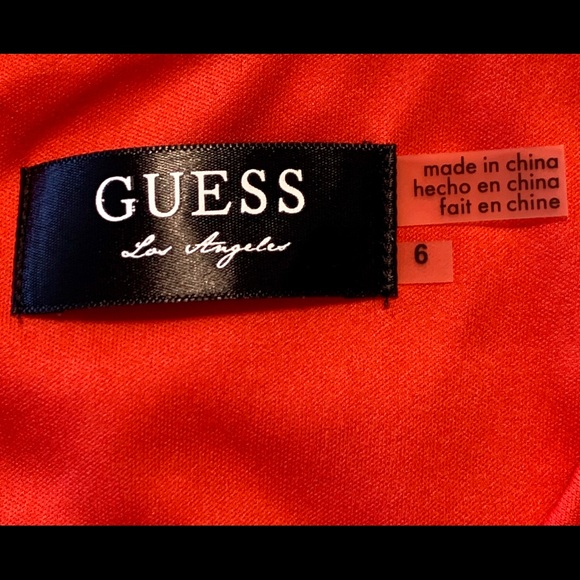 GUESS
Los Angeles
made in china
hecho en china
fait en chine
6